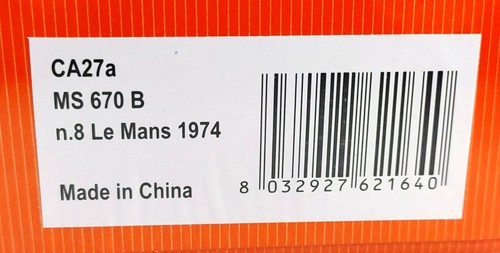 CA27a
MS 670 B
n.8 Le Mans 1974
Made in China
8 032927 621640